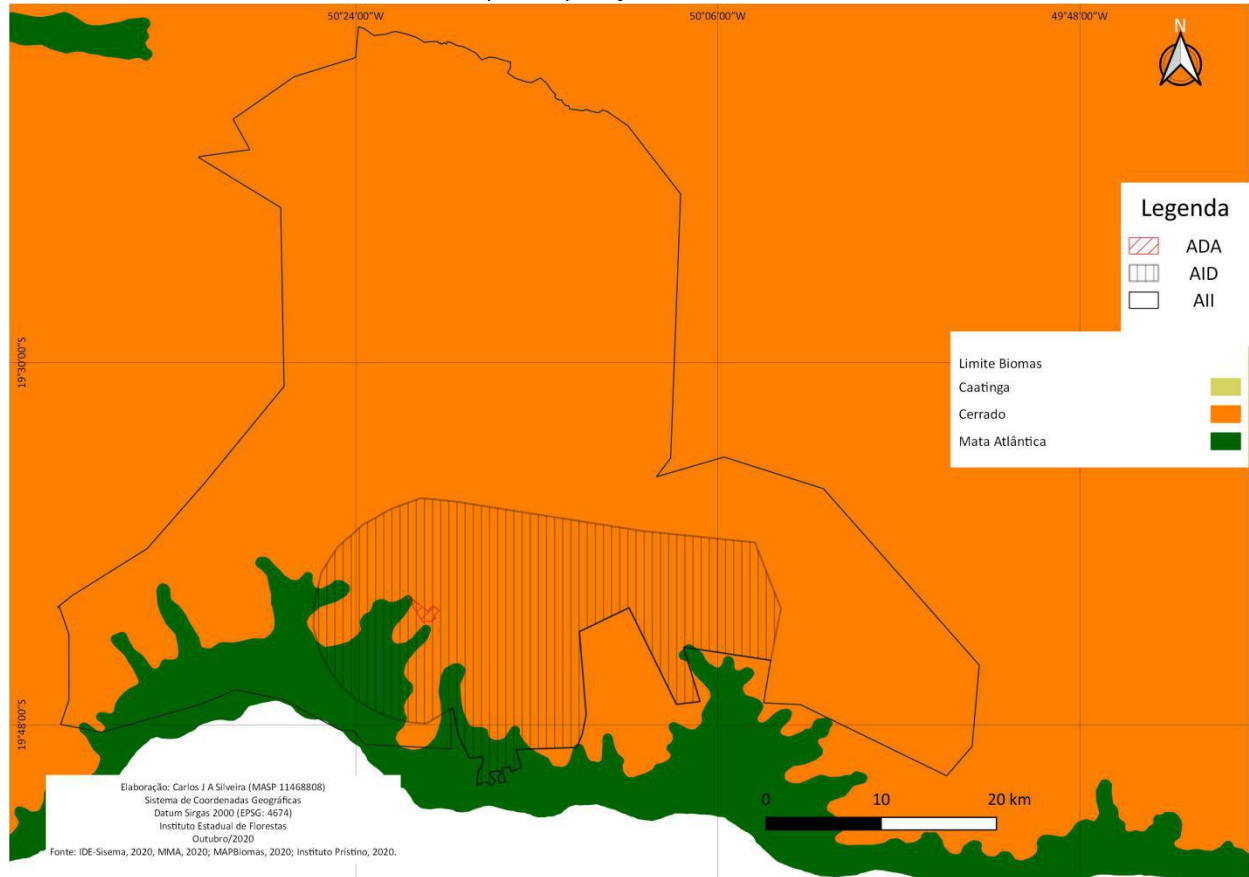 50°24'00"W
50°06'00"W
49°48'00"W
N
Legenda
ADA
AID
AII
19°30'00"S
Limite Biomas
Caatinga
Cerrado
Mata Atlântica
19°48'00"S
Elaboração: Carlos J A Silveira (MASP 11468808)
Sistema de Coordenadas Geográficas
Datum Sirgas 2000 (EPSG: 4674)
Instituto Estadual de Florestas
Outubro/2020
Fonte: IDE-Sisema, 2020, MMA, 2020; MAPBiomas, 2020; Instituto Prístino, 2020.
0 10 20 km